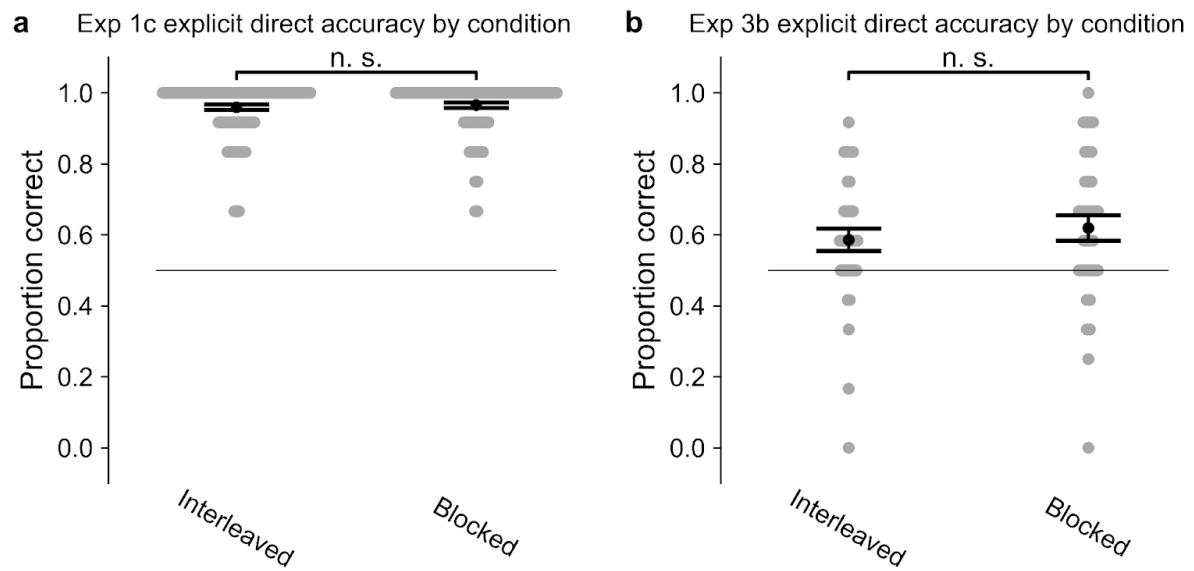 a Exp 1c explicit direct accuracy by condition
n. s.
Proportion correct
1.0
0.8
0.6
0.4
0.2
0.0
Interleaved
Blocked
b Exp 3b explicit direct accuracy by condition
n. s.
Proportion correct
1.0
0.8
0.6
0.4
0.2
0.0
Interleaved
Blocked